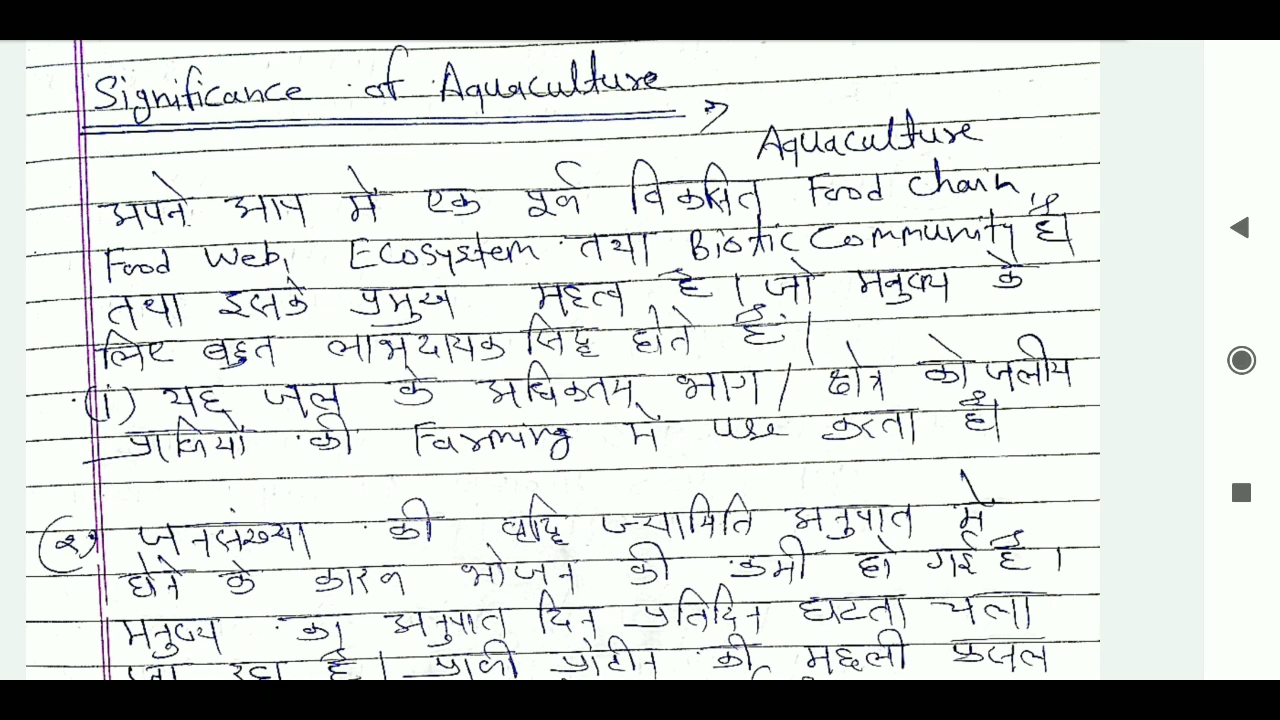 Significance of Aquaculture →
Aquaculture
अपने आप में एक पूर्ण विकसित Food chain,
Food Web, Ecosystem तथा Biotic Community है
तथा इसके प्रमुख महत्व है। जो मनुष्य के
लिए बहुत लाभदायक सिद्ध होते हैं।
(i) यह जल के अधिकतम भाग / क्षेत्र को जलीय
प्राणियों की Farming में use करता है।
(2) जनसंख्या की वृद्धि ज्यामिति अनुपात में
होने के कारण भोजन की कमी हो गई है।
मनुष्य का अनुपात दिन प्रतिदिन घटता चला
जा रहा है। प्राणी प्रोटीन की मछली फसल